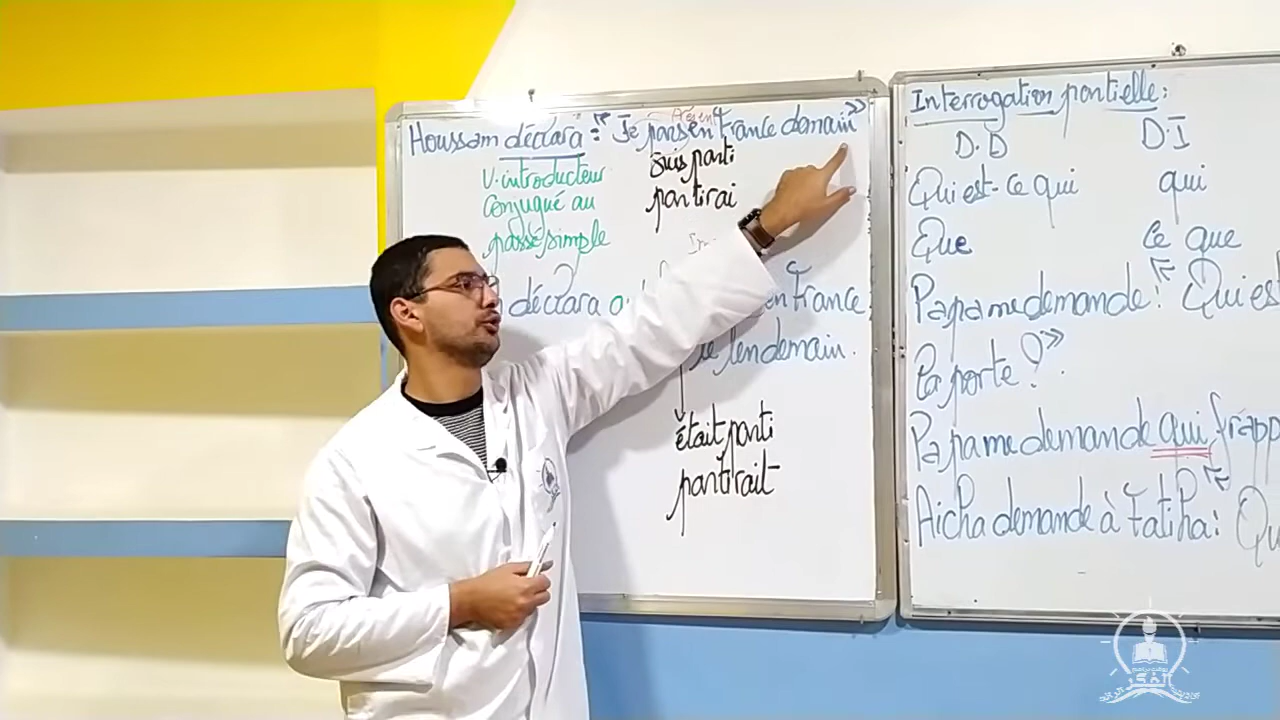 Houssam déclara : « Je pars en France demain »
Présent
suis parti
partirai
V. introducteur
conjugué au
passé simple
déclara
en France
le lendemain.
était parti
partirait
Interrogation partielle :
D.D D.I
Qui est-ce qui qui
Que ce que
Papa me demande : « Qui es
la porte ? ».
Papa me demande qui frapp
Aicha demande à Fatiha : « Qu